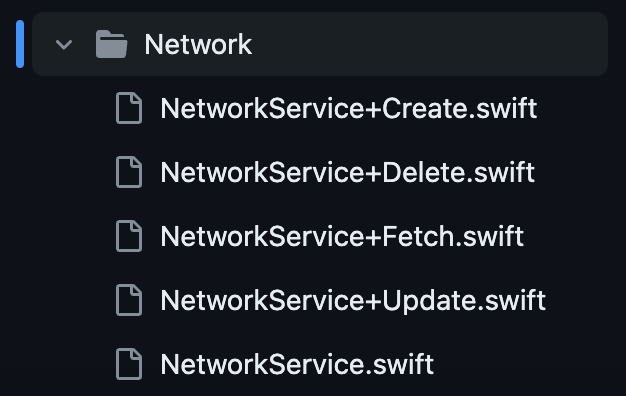 Network
NetworkService+Create.swift
NetworkService+Delete.swift
NetworkService+Fetch.swift
NetworkService+Update.swift
NetworkService.swift